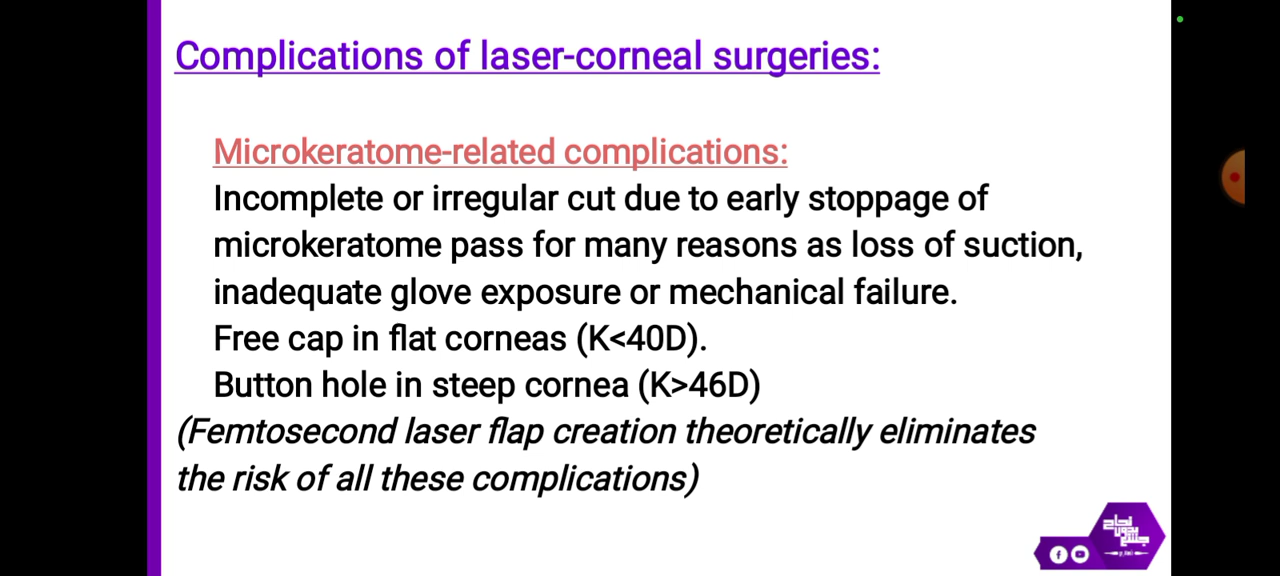 Complications of laser-corneal surgeries:
Microkeratome-related complications:
Incomplete or irregular cut due to early stoppage of
microkeratome pass for many reasons as loss of suction,
inadequate glove exposure or mechanical failure.
Free cap in flat corneas (K<40D).
Button hole in steep cornea (K>46D)
(Femtosecond laser flap creation theoretically eliminates
the risk of all these complications)
نجاح
بدون